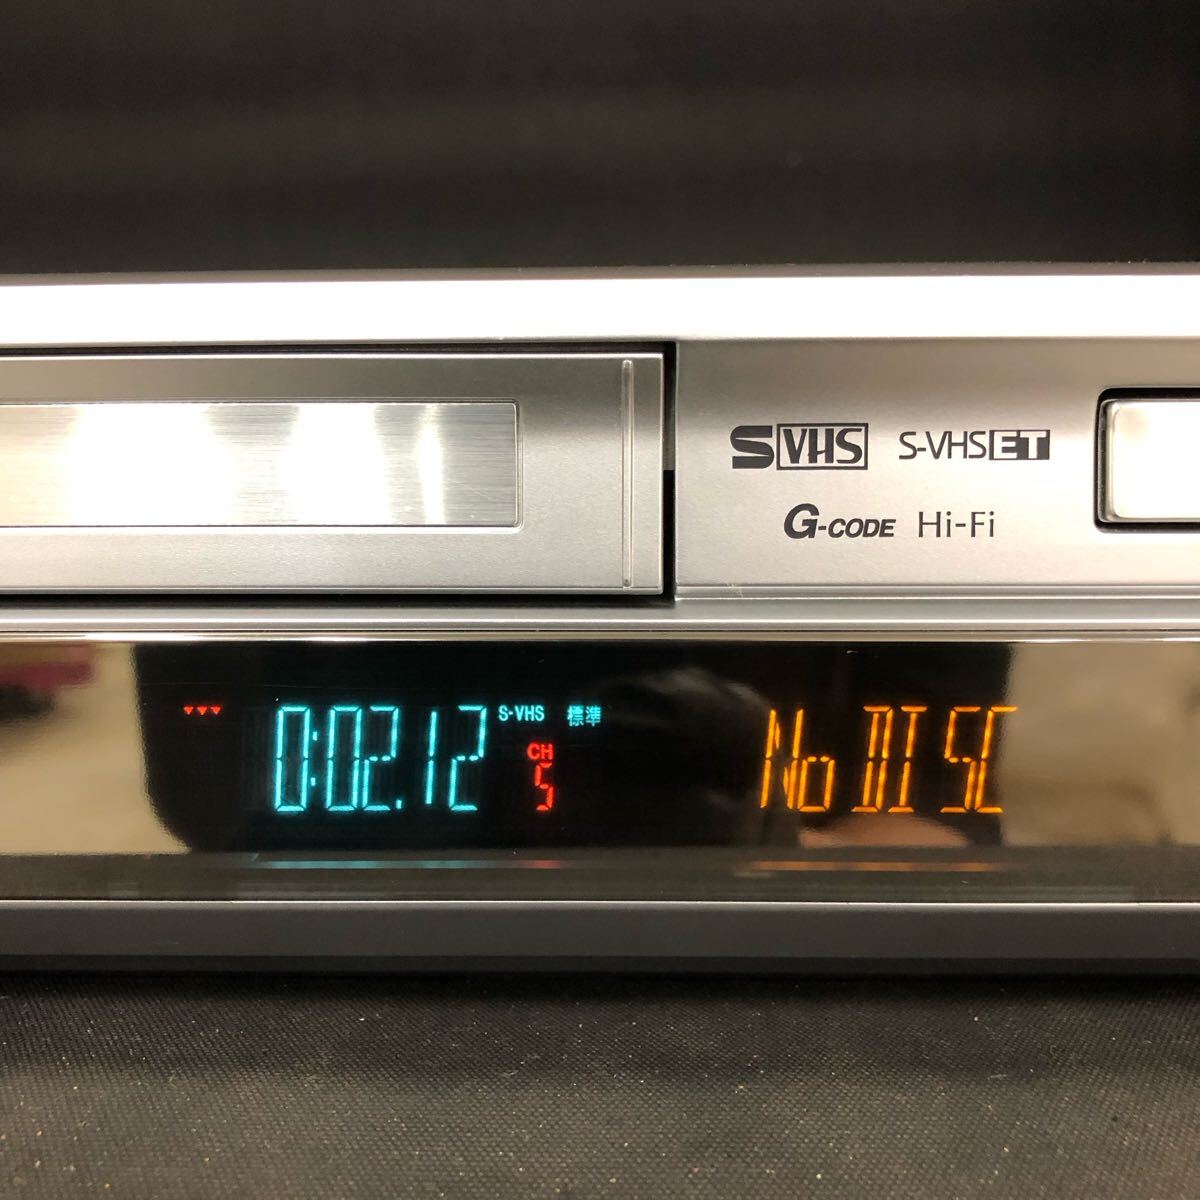 S VHS S-VHS ET
G-CODE Hi-Fi
0:02.12 S-VHS 標準 No DISC
CH
5